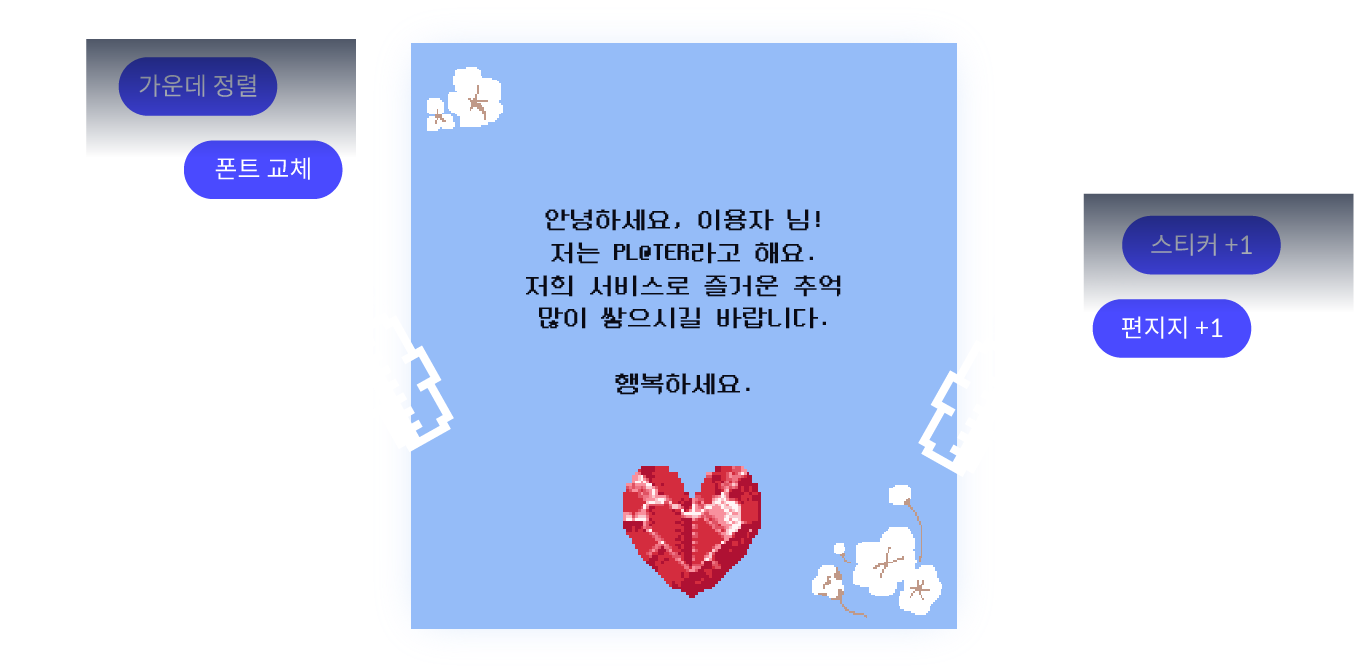 가운데 정렬
폰트 교체
안녕하세요, 이용자 님!
저는 PL@TER라고 해요.
저희 서비스로 즐거운 추억
많이 쌓으시길 바랍니다.
행복하세요.
스티커 +1
편지지 +1